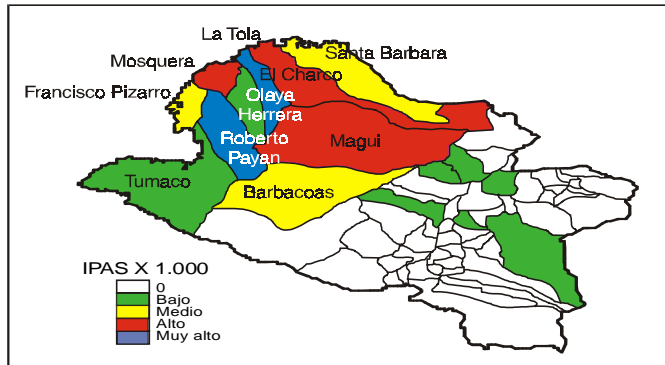 La Tola
Santa Barbara
Mosquera
El Charco
Francisco Pizarro
Olaya
Herrera
Roberto
Payan
Magui
Tumaco
Barbacoas
IPAS X 1.000
0
Bajo
Medio
Alto
Muy alto